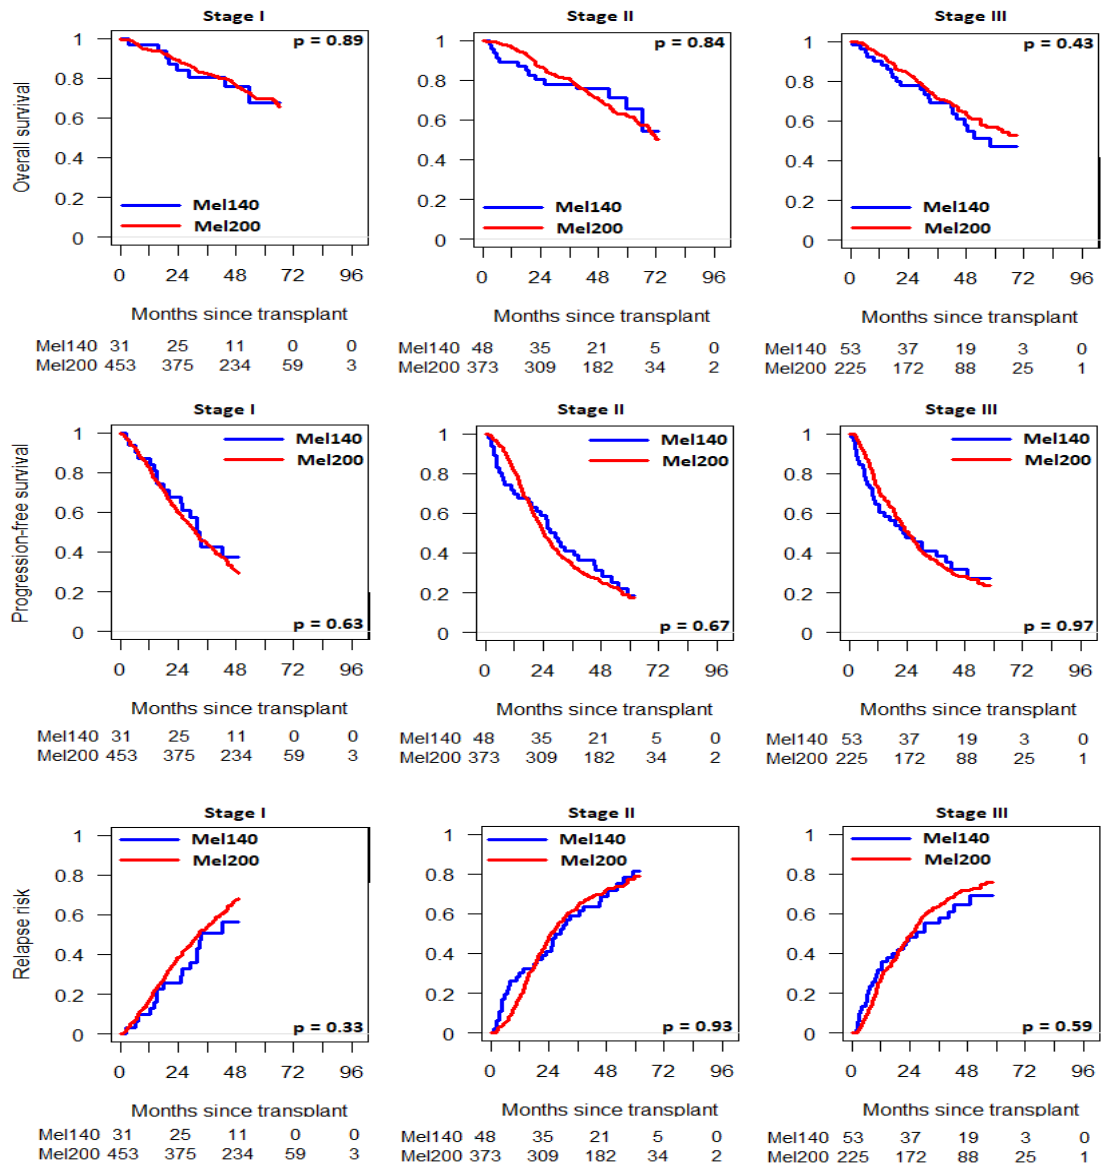 Stage I
Overall survival
1
0.8
0.6
0.4
0.2
0
p = 0.89
Mel140
Mel200
0 24 48 72 96
Months since transplant
Mel140 31 25 11 0 0
Mel200 453 375 234 59 3
Stage II
1
0.8
0.6
0.4
0.2
0
p = 0.84
Mel140
Mel200
0 24 48 72 96
Months since transplant
Mel140 48 35 21 5 0
Mel200 373 309 182 34 2
Stage III
1
0.8
0.6
0.4
0.2
0
p = 0.43
Mel140
Mel200
0 24 48 72 96
Months since transplant
Mel140 53 37 19 3 0
Mel200 225 172 88 25 1
Stage I
Progression-free survival
1
0.8
0.6
0.4
0.2
0
Mel140
Mel200
p = 0.63
0 24 48 72 96
Months since transplant
Mel140 31 25 11 0 0
Mel200 453 375 234 59 3
Stage II
1
0.8
0.6
0.4
0.2
0
Mel140
Mel200
p = 0.67
0 24 48 72 96
Months since transplant
Mel140 48 35 21 5 0
Mel200 373 309 182 34 2
Stage III
1
0.8
0.6
0.4
0.2
0
Mel140
Mel200
p = 0.97
0 24 48 72 96
Months since transplant
Mel140 53 37 19 3 0
Mel200 225 172 88 25 1
Stage I
Relapse risk
1
0.8
0.6
0.4
0.2
0
Mel140
Mel200
p = 0.33
0 24 48 72 96
Months since transplant
Mel140 31 25 11 0 0
Mel200 453 375 234 59 3
Stage II
1
0.8
0.6
0.4
0.2
0
Mel140
Mel200
p = 0.93
0 24 48 72 96
Months since transplant
Mel140 48 35 21 5 0
Mel200 373 309 182 34 2
Stage III
1
0.8
0.6
0.4
0.2
0
Mel140
Mel200
p = 0.59
0 24 48 72 96
Months since transplant
Mel140 53 37 19 3 0
Mel200 225 172 88 25 1